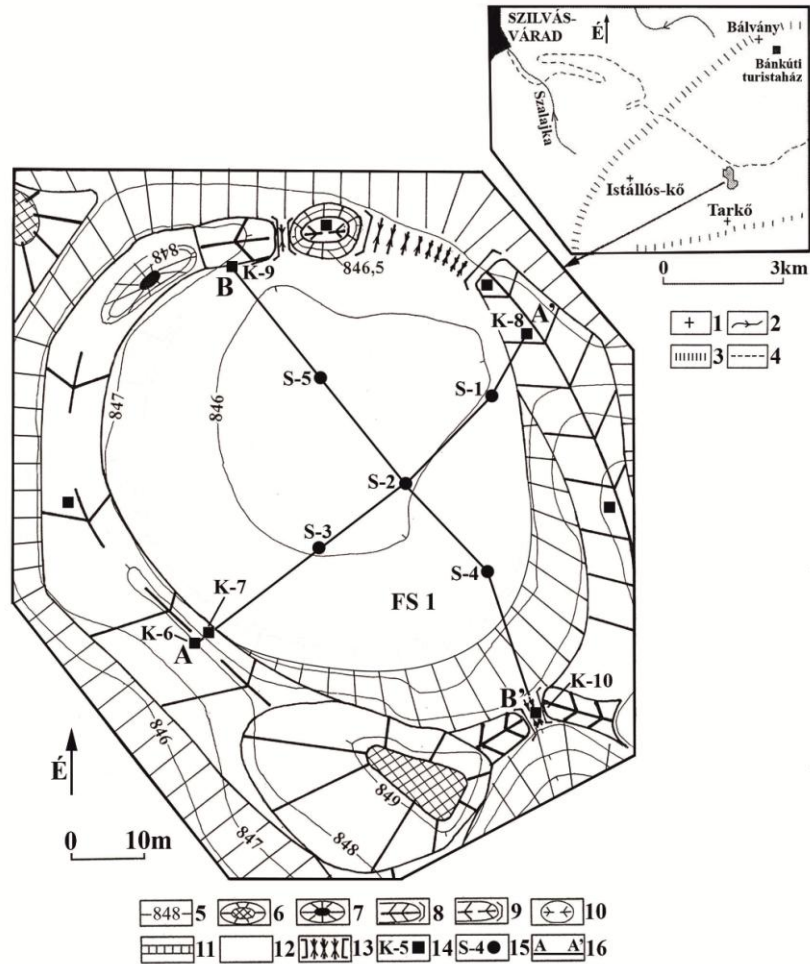 SZILVÁS-
VÁRAD
É
Bálvány
Bánkúti
turistaház
Szalajka
Istállós-kő
Tarkő
0 3km
1 2
3 4
848
K-9
B
846,5
K-8 A'
847
846
S-5
S-1
S-2
S-3
S-4
FS 1
K-7
K-6
A
B'
K-10
É
846
847
849
848
0 10m
848 5 6 7 8 9 10
11 12 13 K-5 14 S-4 15 A A' 16